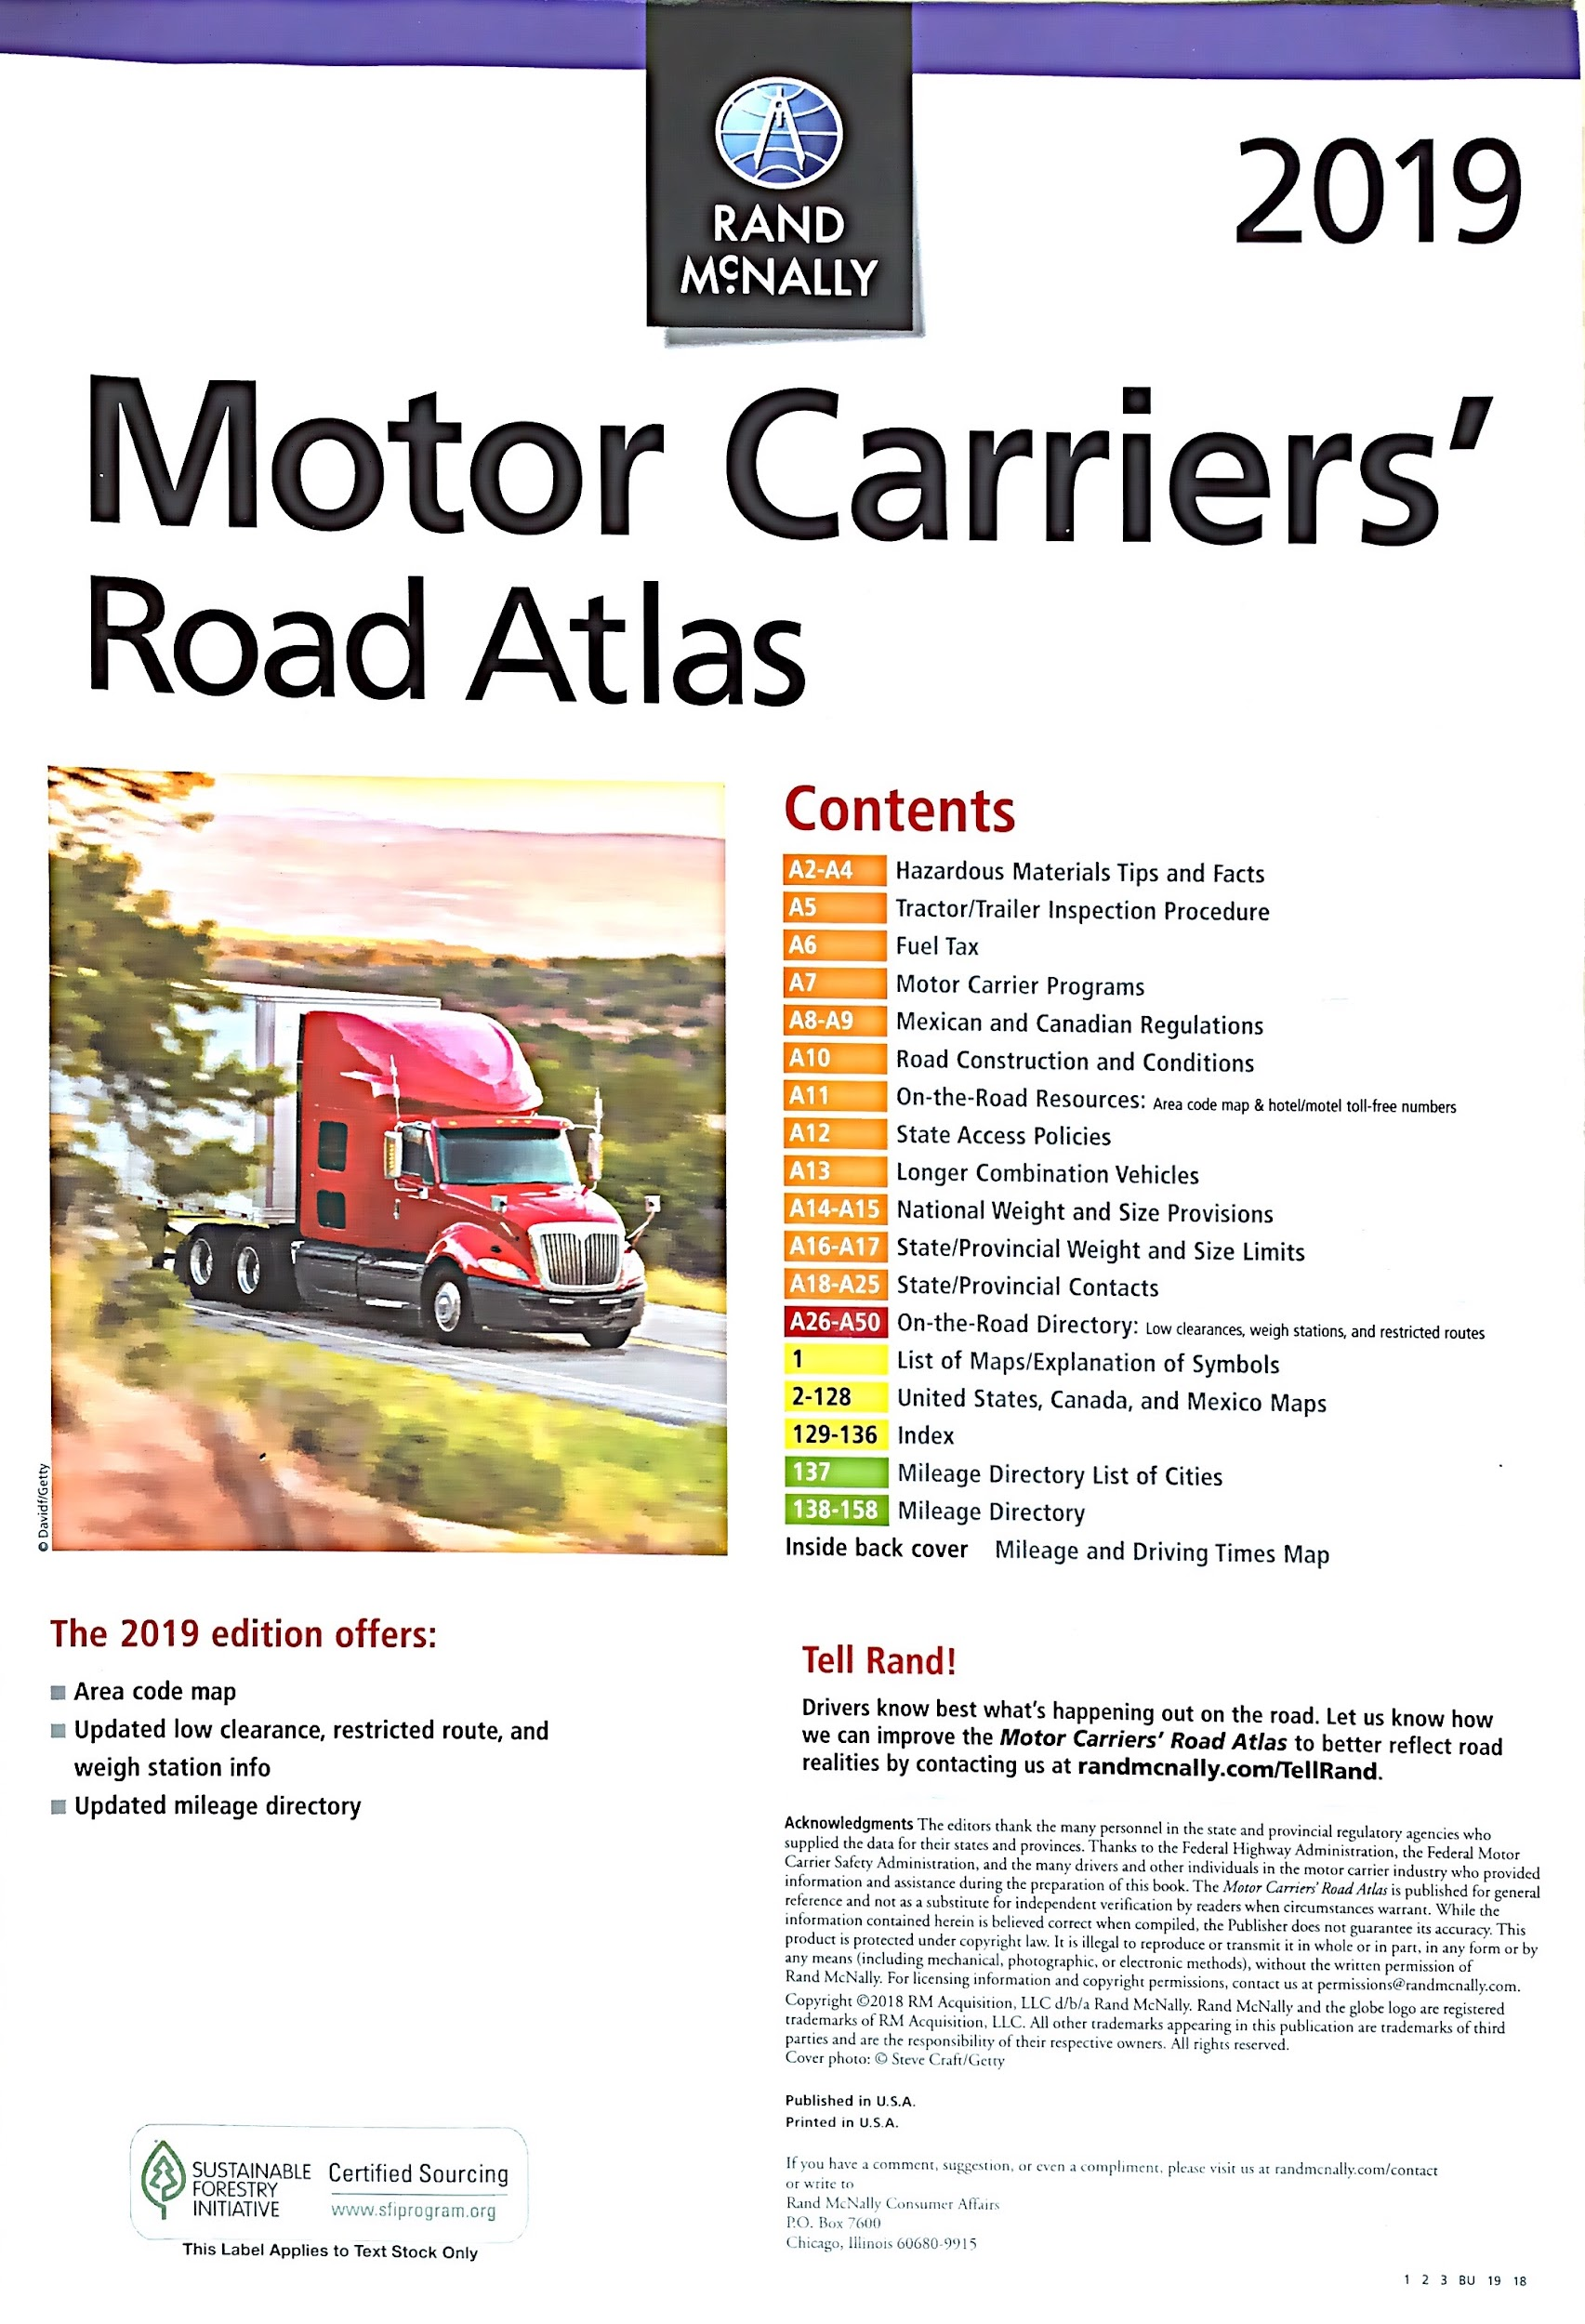 RAND
McNALLY
2019
Motor Carriers'
Road Atlas
© Davidf/Getty
Contents
A2-A4 Hazardous Materials Tips and Facts
A5 Tractor/Trailer Inspection Procedure
A6 Fuel Tax
A7 Motor Carrier Programs
A8-A9 Mexican and Canadian Regulations
A10 Road Construction and Conditions
A11 On-the-Road Resources: Area code map & hotel/motel toll-free numbers
A12 State Access Policies
A13 Longer Combination Vehicles
A14-A15 National Weight and Size Provisions
A16-A17 State/Provincial Weight and Size Limits
A18-A25 State/Provincial Contacts
A26-A50 On-the-Road Directory: Low clearances, weigh stations, and restricted routes
1 List of Maps/Explanation of Symbols
2-128 United States, Canada, and Mexico Maps
129-136 Index
137 Mileage Directory List of Cities
138-158 Mileage Directory
Inside back cover Mileage and Driving Times Map
The 2019 edition offers:
Area code map
Updated low clearance, restricted route, and
weigh station info
Updated mileage directory
Tell Rand!
Drivers know best what's happening out on the road. Let us know how
we can improve the Motor Carriers' Road Atlas to better reflect road
realities by contacting us at randmcnally.com/TellRand.
Acknowledgments The editors thank the many personnel in the state and provincial regulatory agencies who
supplied the data for their states and provinces. Thanks to the Federal Highway Administration, the Federal Motor
Carrier Safety Administration, and the many drivers and other individuals in the motor carrier industry who provided
information and assistance during the preparation of this book. The Motor Carriers' Road Atlas is published for general
reference and not as a substitute for independent verification by readers when circumstances warrant. While the
information contained herein is believed correct when compiled, the Publisher does not guarantee its accuracy. This
product is protected under copyright law. It is illegal to reproduce or transmit it in whole or in part, in any form or by
any means (including mechanical, photographic, or electronic methods), without the written permission of
Rand McNally. For licensing information and copyright permissions, contact us at permissions@randmcnally.com.
Copyright ©2018 RM Acquisition, LLC d/b/a Rand McNally. Rand McNally and the globe logo are registered
trademarks of RM Acquisition, LLC. All other trademarks appearing in this publication are trademarks of third
parties and are the responsibility of their respective owners. All rights reserved.
Cover photo: © Steve Craft/Getty
Published in U.S.A.
Printed in U.S.A.
If you have a comment, suggestion, or even a compliment, please visit us at randmcnally.com/contact
or write to
Rand McNally Consumer Affairs
P.O. Box 7600
Chicago, Illinois 60680-9915
SUSTAINABLE
FORESTRY
INITIATIVE
Certified Sourcing
www.sfiprogram.org
This Label Applies to Text Stock Only
1 2 3 BU 19 18